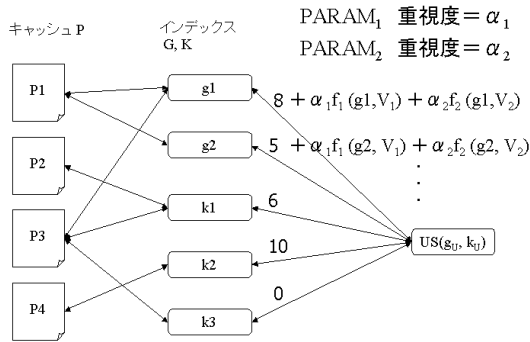 PARAM₁ 重視度＝α₁
PARAM₂ 重視度＝α₂
キャッシュ P
インデックス
G, K
P1
P2
P3
P4
g1
g2
k1
k2
k3
8 ＋α₁f₁ (g1,V₁) ＋α₂f₂ (g1,V₂)
5 ＋α₁f₁ (g2, V₁) ＋α₂f₂ (g2, V₂)
6
10
0
US(gᵤ, kᵤ)